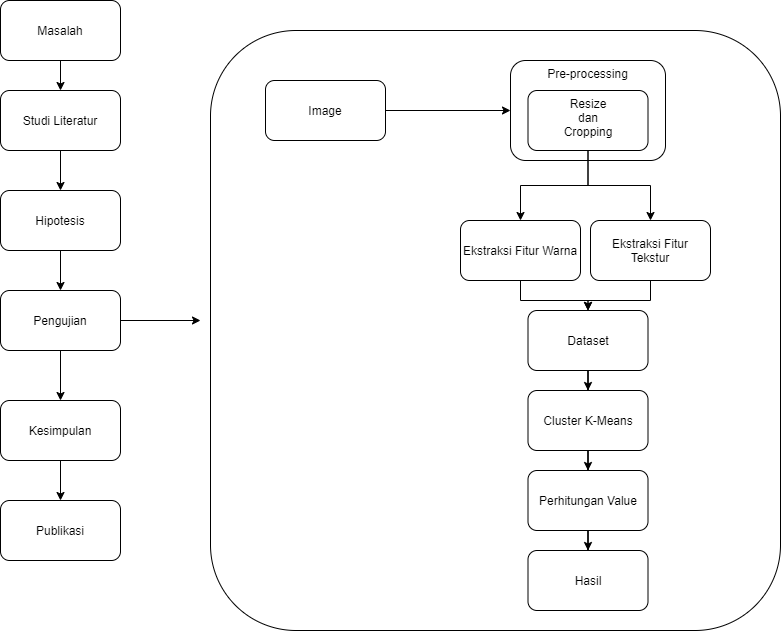 Masalah
Studi Literatur
Hipotesis
Pengujian
Kesimpulan
Publikasi
Image
Pre-processing
Resize
dan
Cropping
Ekstraksi Fitur Warna
Ekstraksi Fitur
Tekstur
Dataset
Cluster K-Means
Perhitungan Value
Hasil